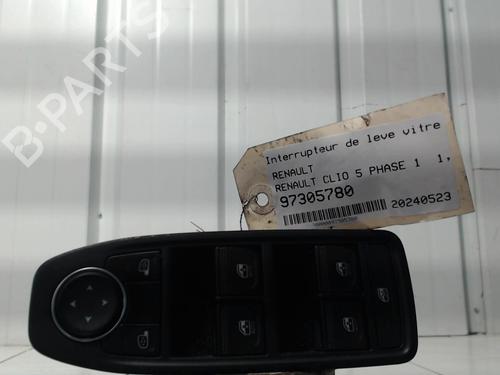 B-PARTS
Interrupteur de leve vitre
RENAULT
RENAULT CLIO 5 PHASE 1 1,
97305780
20240523